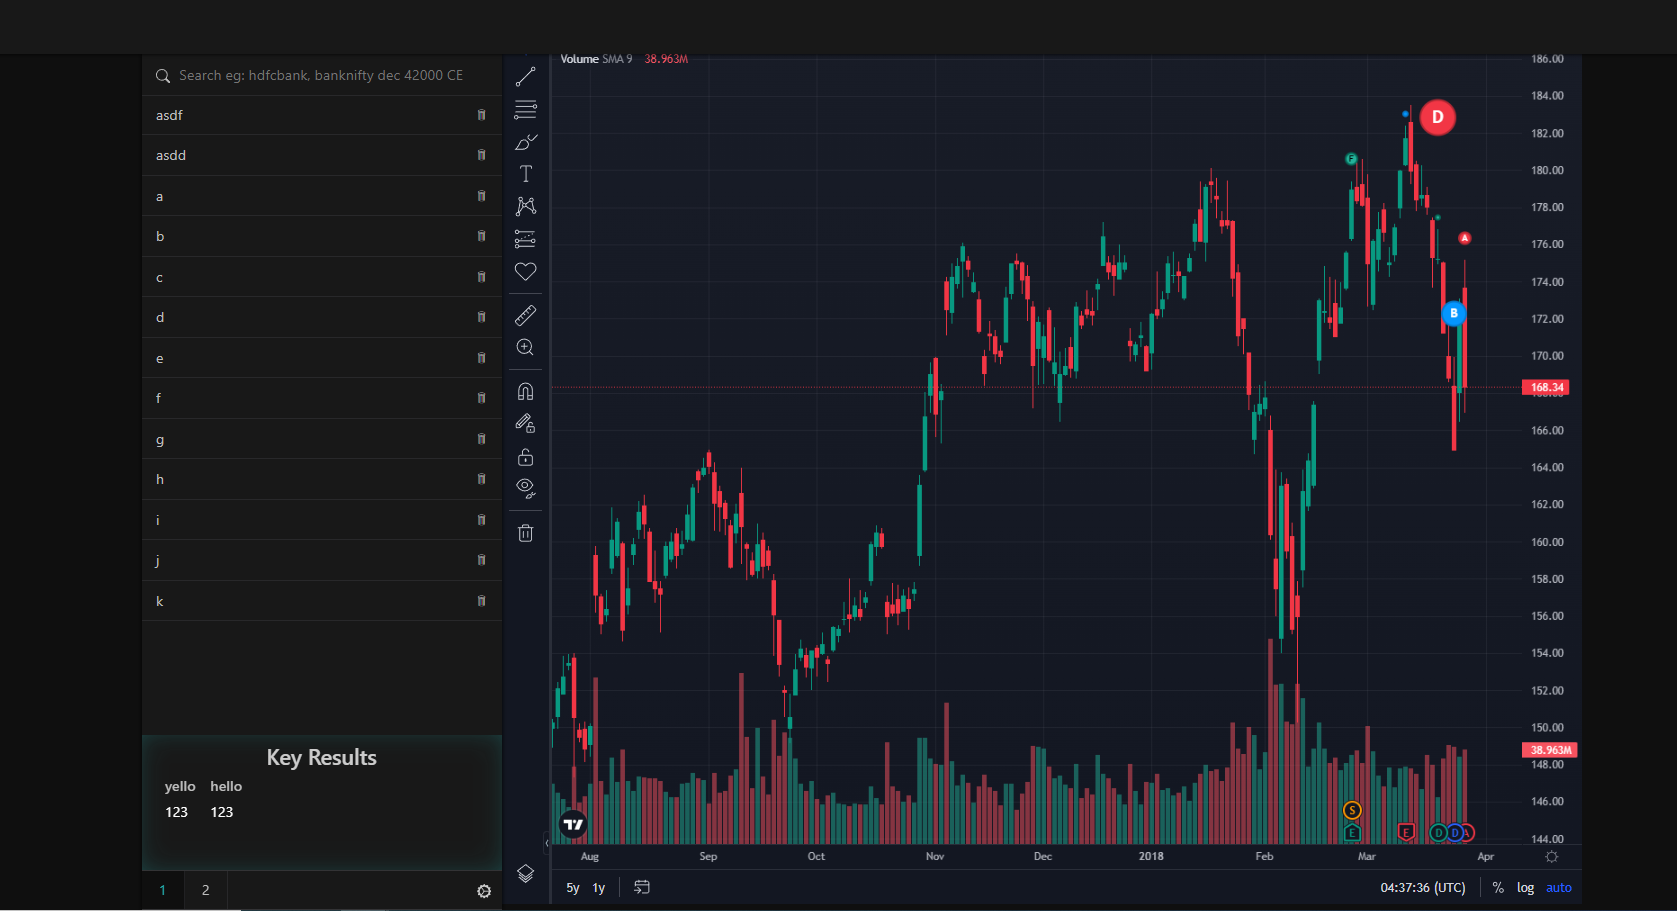 Search eg: hdfcbank, banknifty dec 42000 CE
asdf
asdd
a
b
c
d
e
f
g
h
i
j
k
Key Results
yello hello
123 123
1 2
Volume SMA 9 38.963M
D
F
A
B
S
E E D D A
186.00
184.00
182.00
180.00
178.00
176.00
174.00
172.00
170.00
168.34
166.00
164.00
162.00
160.00
158.00
156.00
154.00
152.00
150.00
38.963M
148.00
146.00
144.00
Aug Sep Oct Nov Dec 2018 Feb Mar Apr
5y 1y 04:37:36 (UTC) % log auto